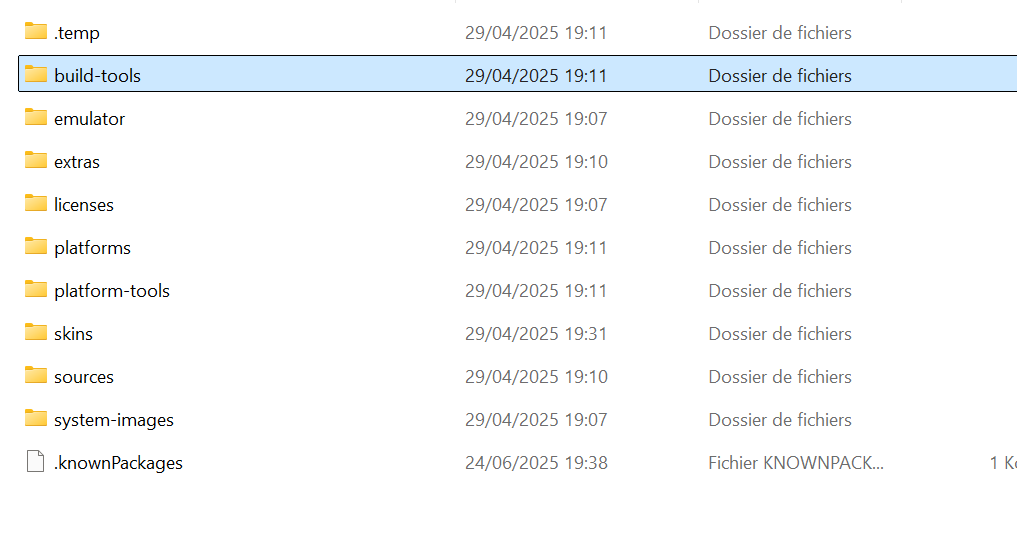 .temp 29/04/2025 19:11 Dossier de fichiers
build-tools 29/04/2025 19:11 Dossier de fichiers
emulator 29/04/2025 19:07 Dossier de fichiers
extras 29/04/2025 19:10 Dossier de fichiers
licenses 29/04/2025 19:07 Dossier de fichiers
platforms 29/04/2025 19:11 Dossier de fichiers
platform-tools 29/04/2025 19:11 Dossier de fichiers
skins 29/04/2025 19:31 Dossier de fichiers
sources 29/04/2025 19:10 Dossier de fichiers
system-images 29/04/2025 19:07 Dossier de fichiers
.knownPackages 24/06/2025 19:38 Fichier KNOWNPACK... 1